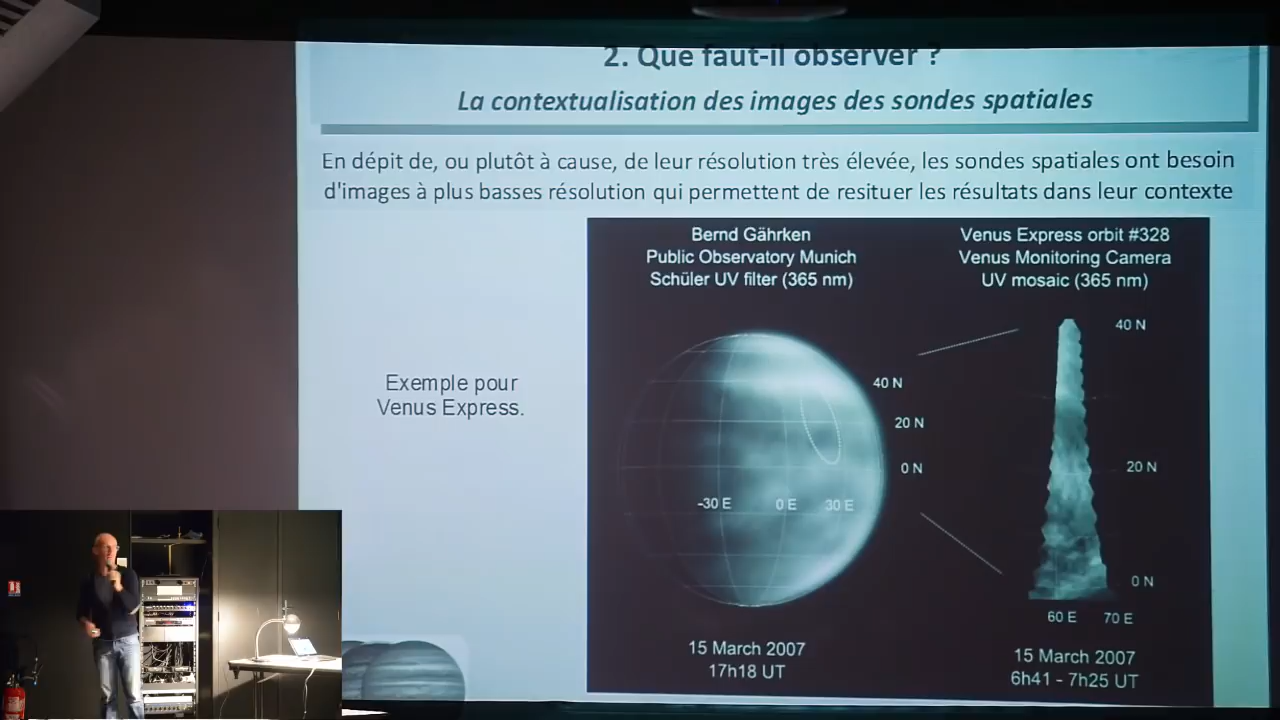 2. Que faut-il observer ?
La contextualisation des images des sondes spatiales
En dépit de, ou plutôt à cause, de leur résolution très élevée, les sondes spatiales ont besoin
d'images à plus basses résolution qui permettent de resituer les résultats dans leur contexte
Exemple pour
Venus Express.
Bernd Gährken
Public Observatory Munich
Schüler UV filter (365 nm)
40 N
20 N
0 N
-30 E 0 E 30 E
15 March 2007
17h18 UT
Venus Express orbit #328
Venus Monitoring Camera
UV mosaic (365 nm)
40 N
20 N
0 N
60 E 70 E
15 March 2007
6h41 - 7h25 UT